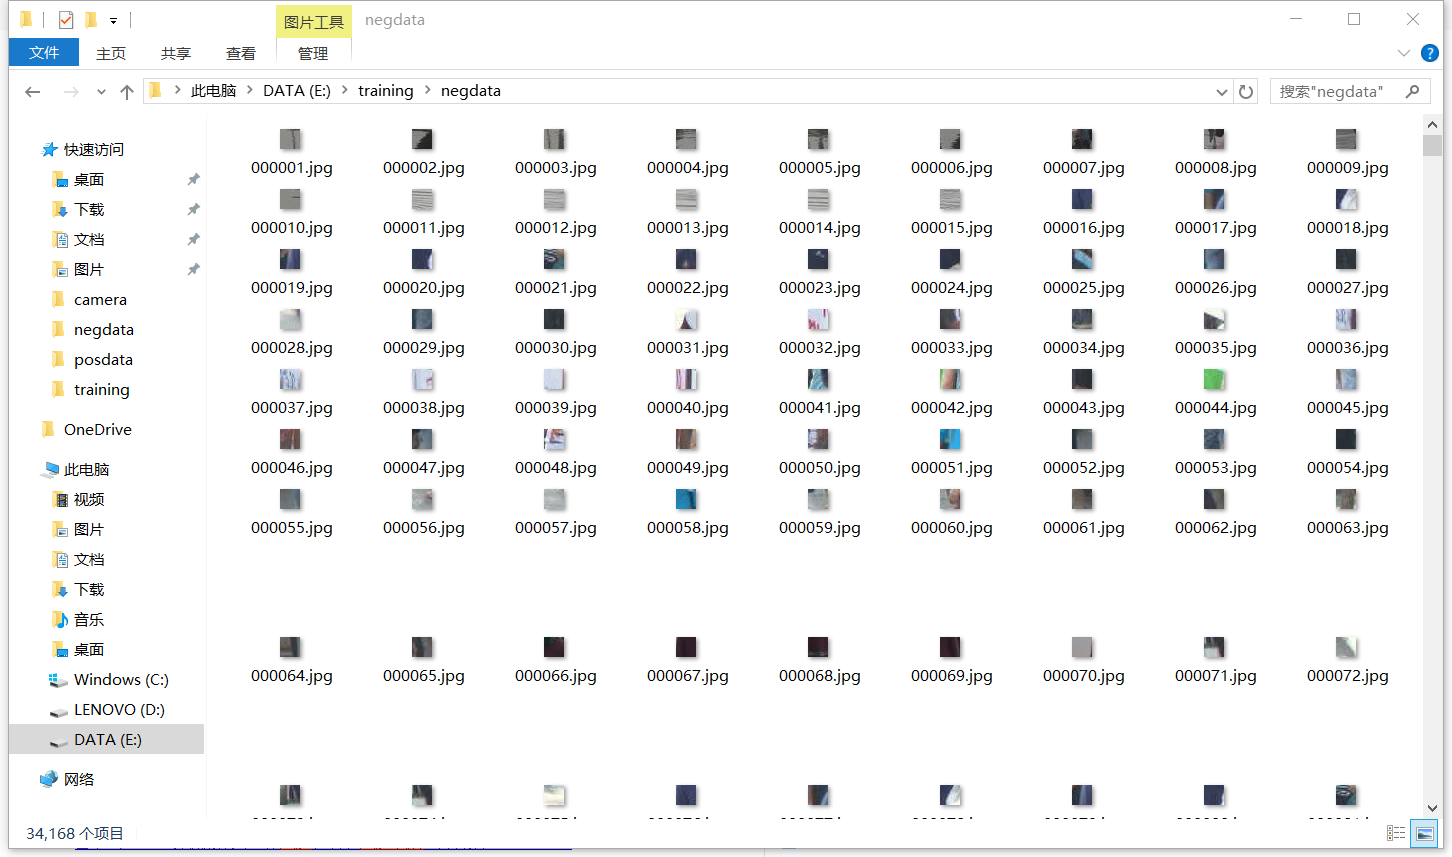 图片工具 negdata
文件 主页 共享 查看 管理
此电脑 DATA (E:) training negdata 搜索"negdata"
快速访问
桌面
下载
文档
图片
camera
negdata
posdata
training
OneDrive
此电脑
视频
图片
文档
下载
音乐
桌面
Windows (C:)
LENOVO (D:)
DATA (E:)
网络
000001.jpg 000002.jpg 000003.jpg 000004.jpg 000005.jpg 000006.jpg 000007.jpg 000008.jpg 000009.jpg
000010.jpg 000011.jpg 000012.jpg 000013.jpg 000014.jpg 000015.jpg 000016.jpg 000017.jpg 000018.jpg
000019.jpg 000020.jpg 000021.jpg 000022.jpg 000023.jpg 000024.jpg 000025.jpg 000026.jpg 000027.jpg
000028.jpg 000029.jpg 000030.jpg 000031.jpg 000032.jpg 000033.jpg 000034.jpg 000035.jpg 000036.jpg
000037.jpg 000038.jpg 000039.jpg 000040.jpg 000041.jpg 000042.jpg 000043.jpg 000044.jpg 000045.jpg
000046.jpg 000047.jpg 000048.jpg 000049.jpg 000050.jpg 000051.jpg 000052.jpg 000053.jpg 000054.jpg
000055.jpg 000056.jpg 000057.jpg 000058.jpg 000059.jpg 000060.jpg 000061.jpg 000062.jpg 000063.jpg
000064.jpg 000065.jpg 000066.jpg 000067.jpg 000068.jpg 000069.jpg 000070.jpg 000071.jpg 000072.jpg
34,168 个项目